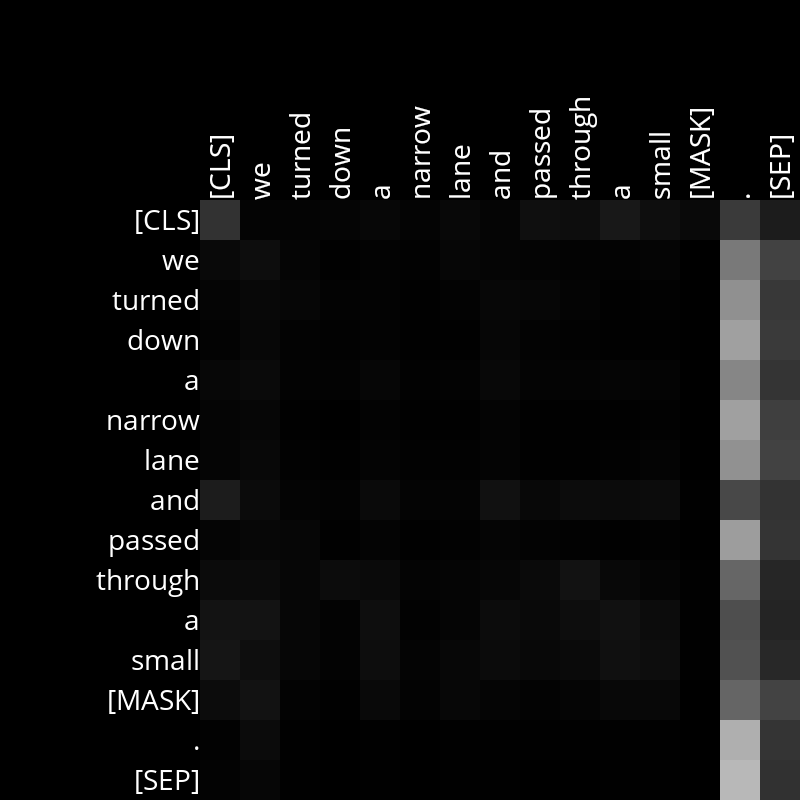 [CLS] we turned down a narrow lane and passed through a small [MASK] . [SEP]
[CLS]
we
turned
down
a
narrow
lane
and
passed
through
a
small
[MASK]
.
[SEP]